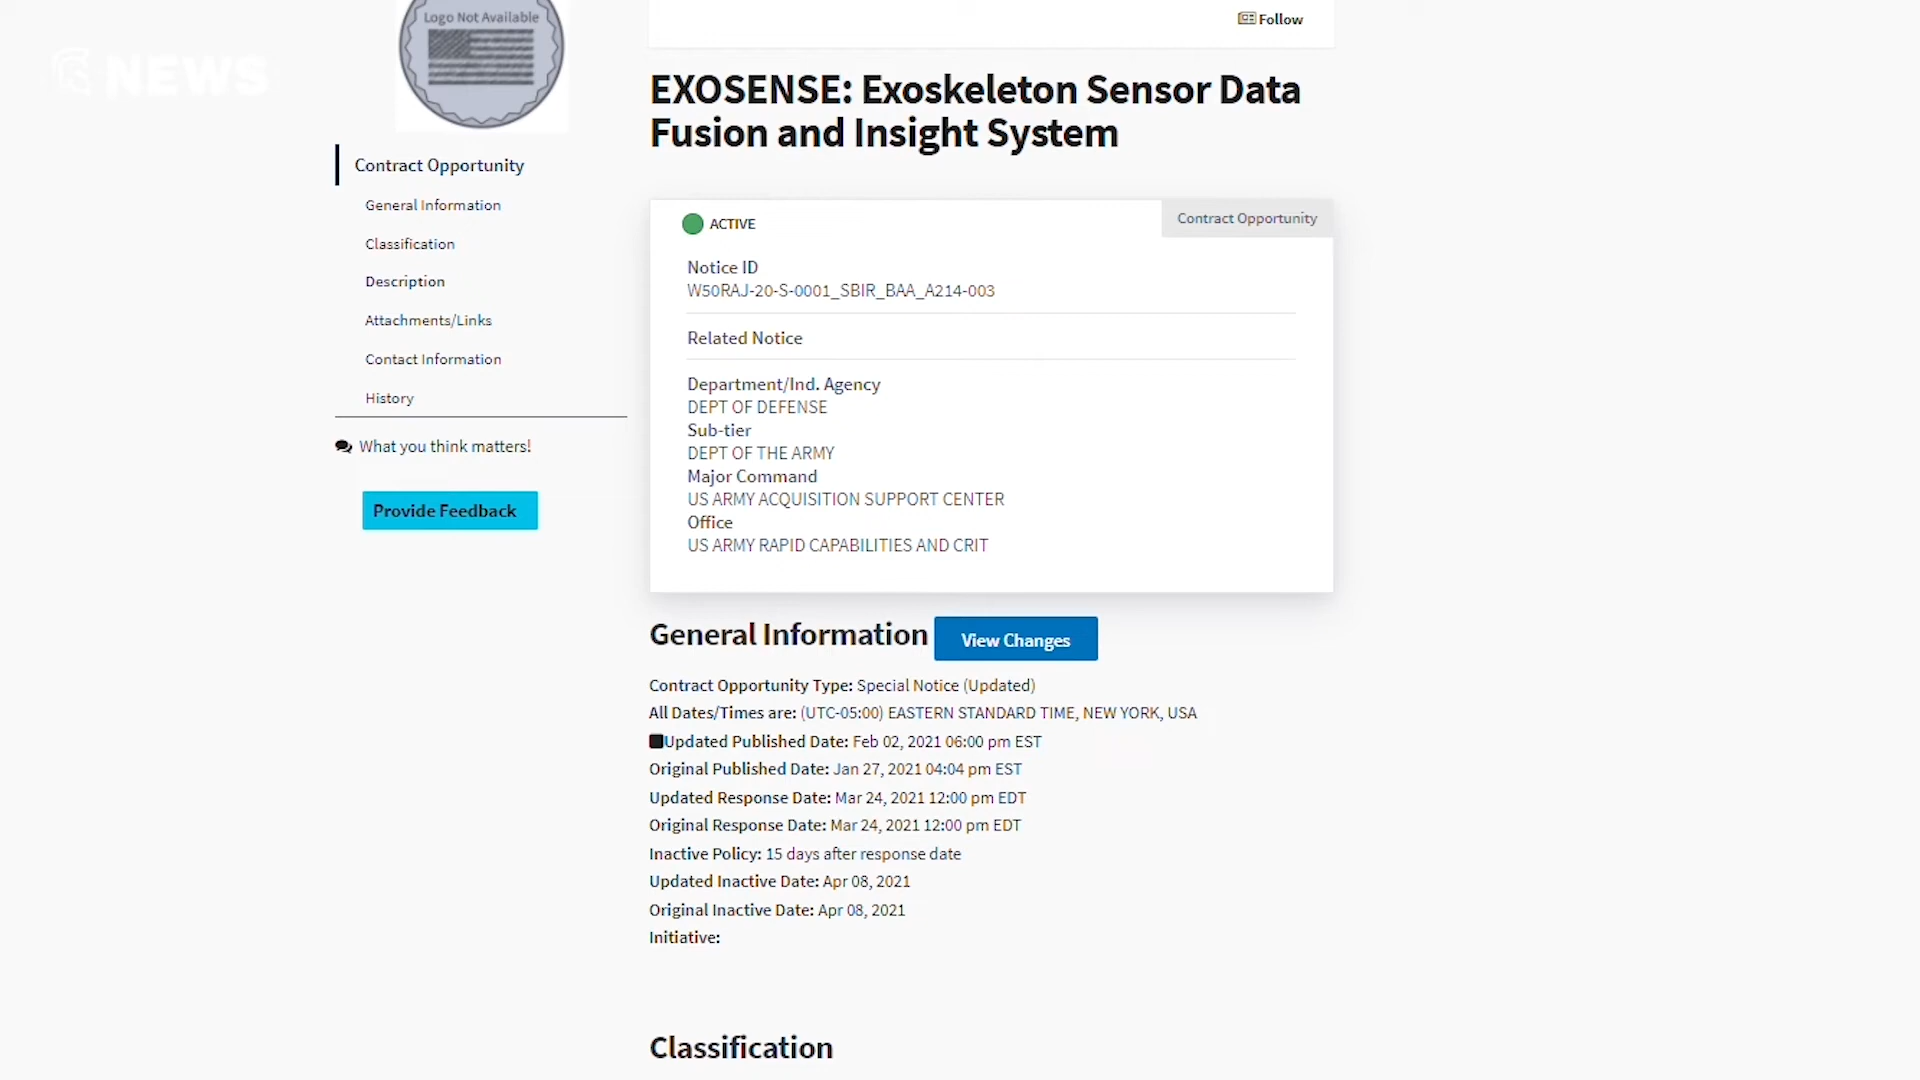 Logo Not Available
NEWS
Follow
EXOSENSE: Exoskeleton Sensor Data
Fusion and Insight System
Contract Opportunity
General Information
Classification
Description
Attachments/Links
Contact Information
History
What you think matters!
Provide Feedback
ACTIVE
Contract Opportunity
Notice ID
W50RAJ-20-S-0001_SBIR_BAA_A214-003
Related Notice
Department/Ind. Agency
DEPT OF DEFENSE
Sub-tier
DEPT OF THE ARMY
Major Command
US ARMY ACQUISITION SUPPORT CENTER
Office
US ARMY RAPID CAPABILITIES AND CRIT
General Information
View Changes
Contract Opportunity Type: Special Notice (Updated)
All Dates/Times are: (UTC-05:00) EASTERN STANDARD TIME, NEW YORK, USA
Updated Published Date: Feb 02, 2021 06:00 pm EST
Original Published Date: Jan 27, 2021 04:04 pm EST
Updated Response Date: Mar 24, 2021 12:00 pm EDT
Original Response Date: Mar 24, 2021 12:00 pm EDT
Inactive Policy: 15 days after response date
Updated Inactive Date: Apr 08, 2021
Original Inactive Date: Apr 08, 2021
Initiative:
Classification